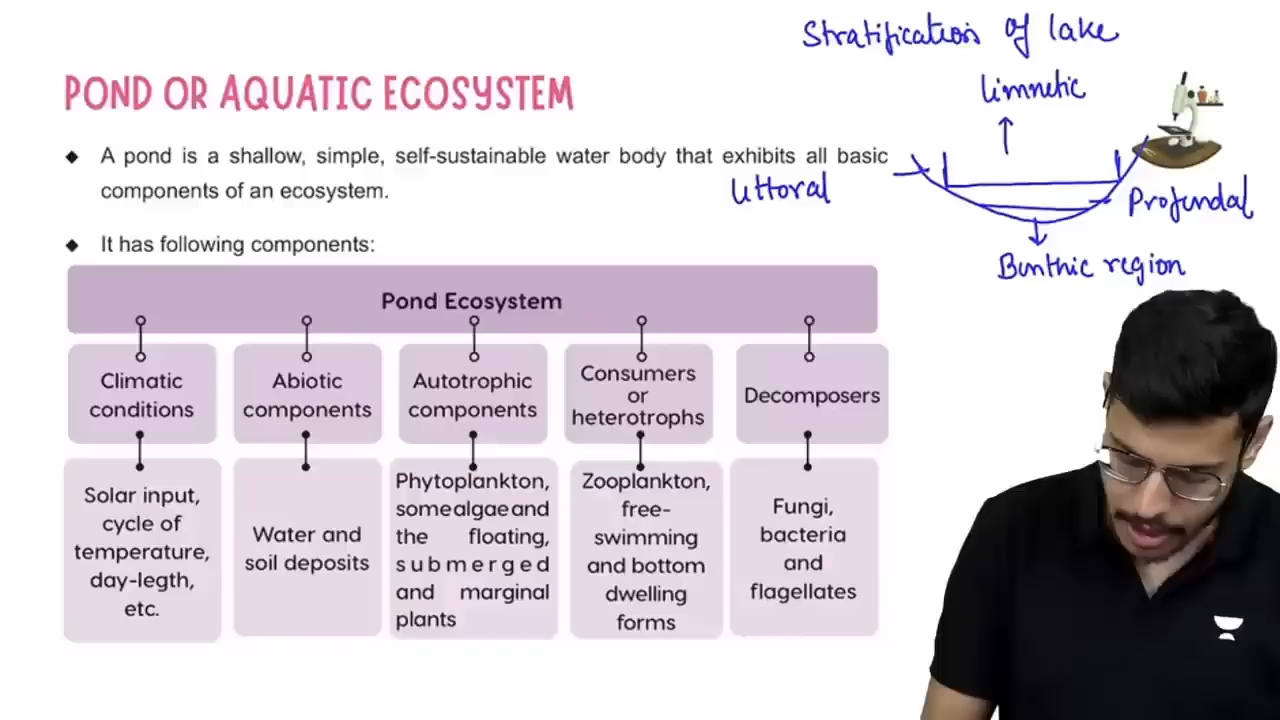 Stratification of lake
POND OR AQUATIC ECOSYSTEM
limnetic
◆ A pond is a shallow, simple, self-sustainable water body that exhibits all basic
components of an ecosystem.
littoral
Profundal
◆ It has following components:
Benthic region
Pond Ecosystem
Climatic
conditions
Abiotic
components
Autotrophic
components
Consumers
or
heterotrophs
Decomposers
Solar input,
cycle of
temperature,
day-legth,
etc.
Water and
soil deposits
Phytoplankton,
some algae and
the floating,
submerged
and marginal
plants
Zooplankton,
free-
swimming
and bottom
dwelling
forms
Fungi,
bacteria
and
flagellates